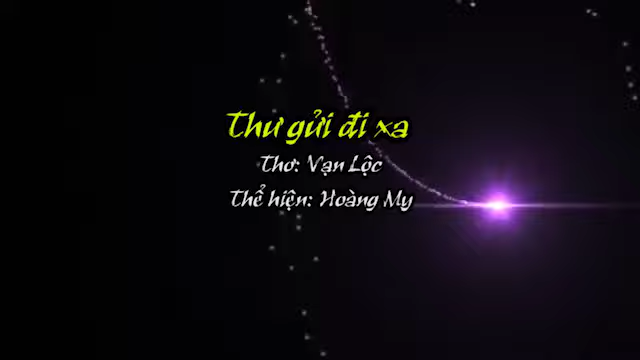 Thư gửi đi xa
Thơ: Vạn Lộc
Thể hiện: Hoàng My